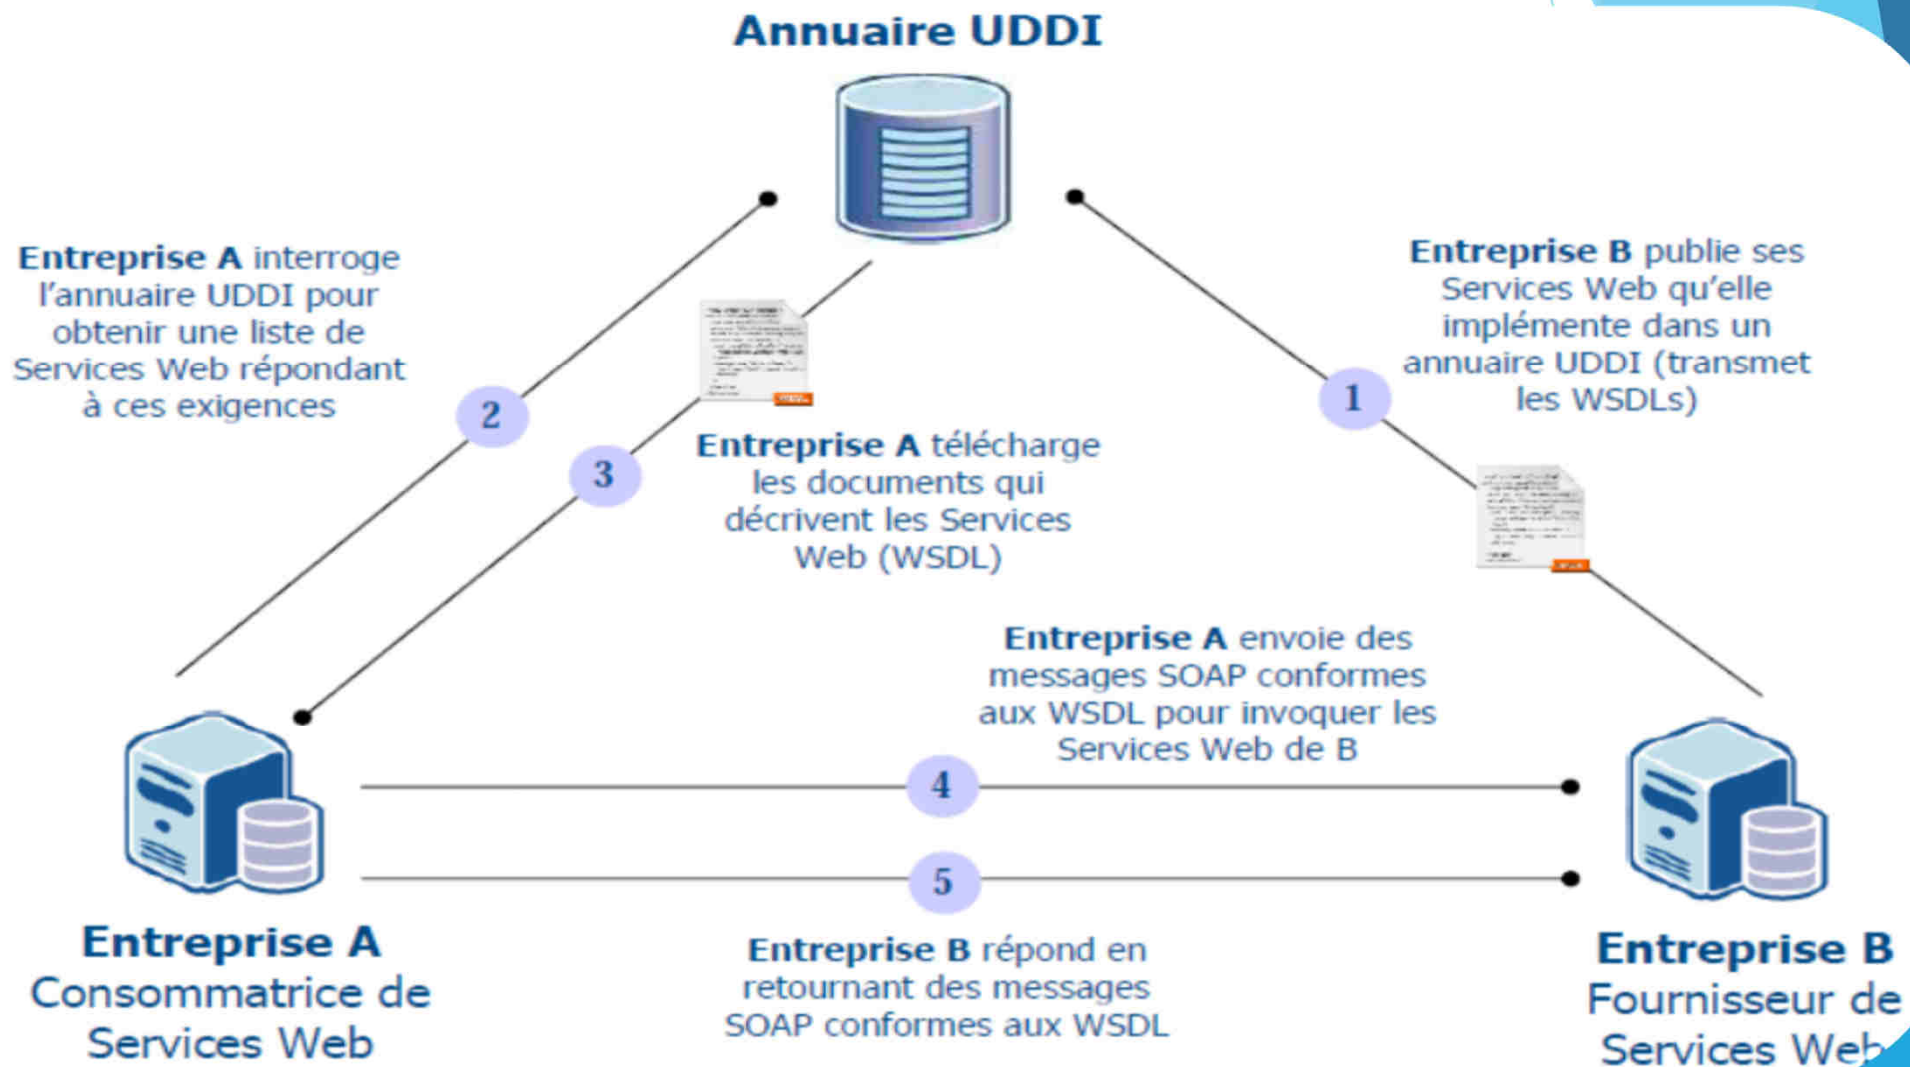 Annuaire UDDI
Entreprise A interroge
l'annuaire UDDI pour
obtenir une liste de
Services Web répondant
à ces exigences
2
3
Entreprise A télécharge
les documents qui
décrivent les Services
Web (WSDL)
Entreprise B publie ses
Services Web qu'elle
implémente dans un
annuaire UDDI (transmet
les WSDLs)
1
Entreprise A envoie des
messages SOAP conformes
aux WSDL pour invoquer les
Services Web de B
4
5
Entreprise B répond en
retournant des messages
SOAP conformes aux WSDL
Entreprise A
Consommatrice de
Services Web
Entreprise B
Fournisseur de
Services Web